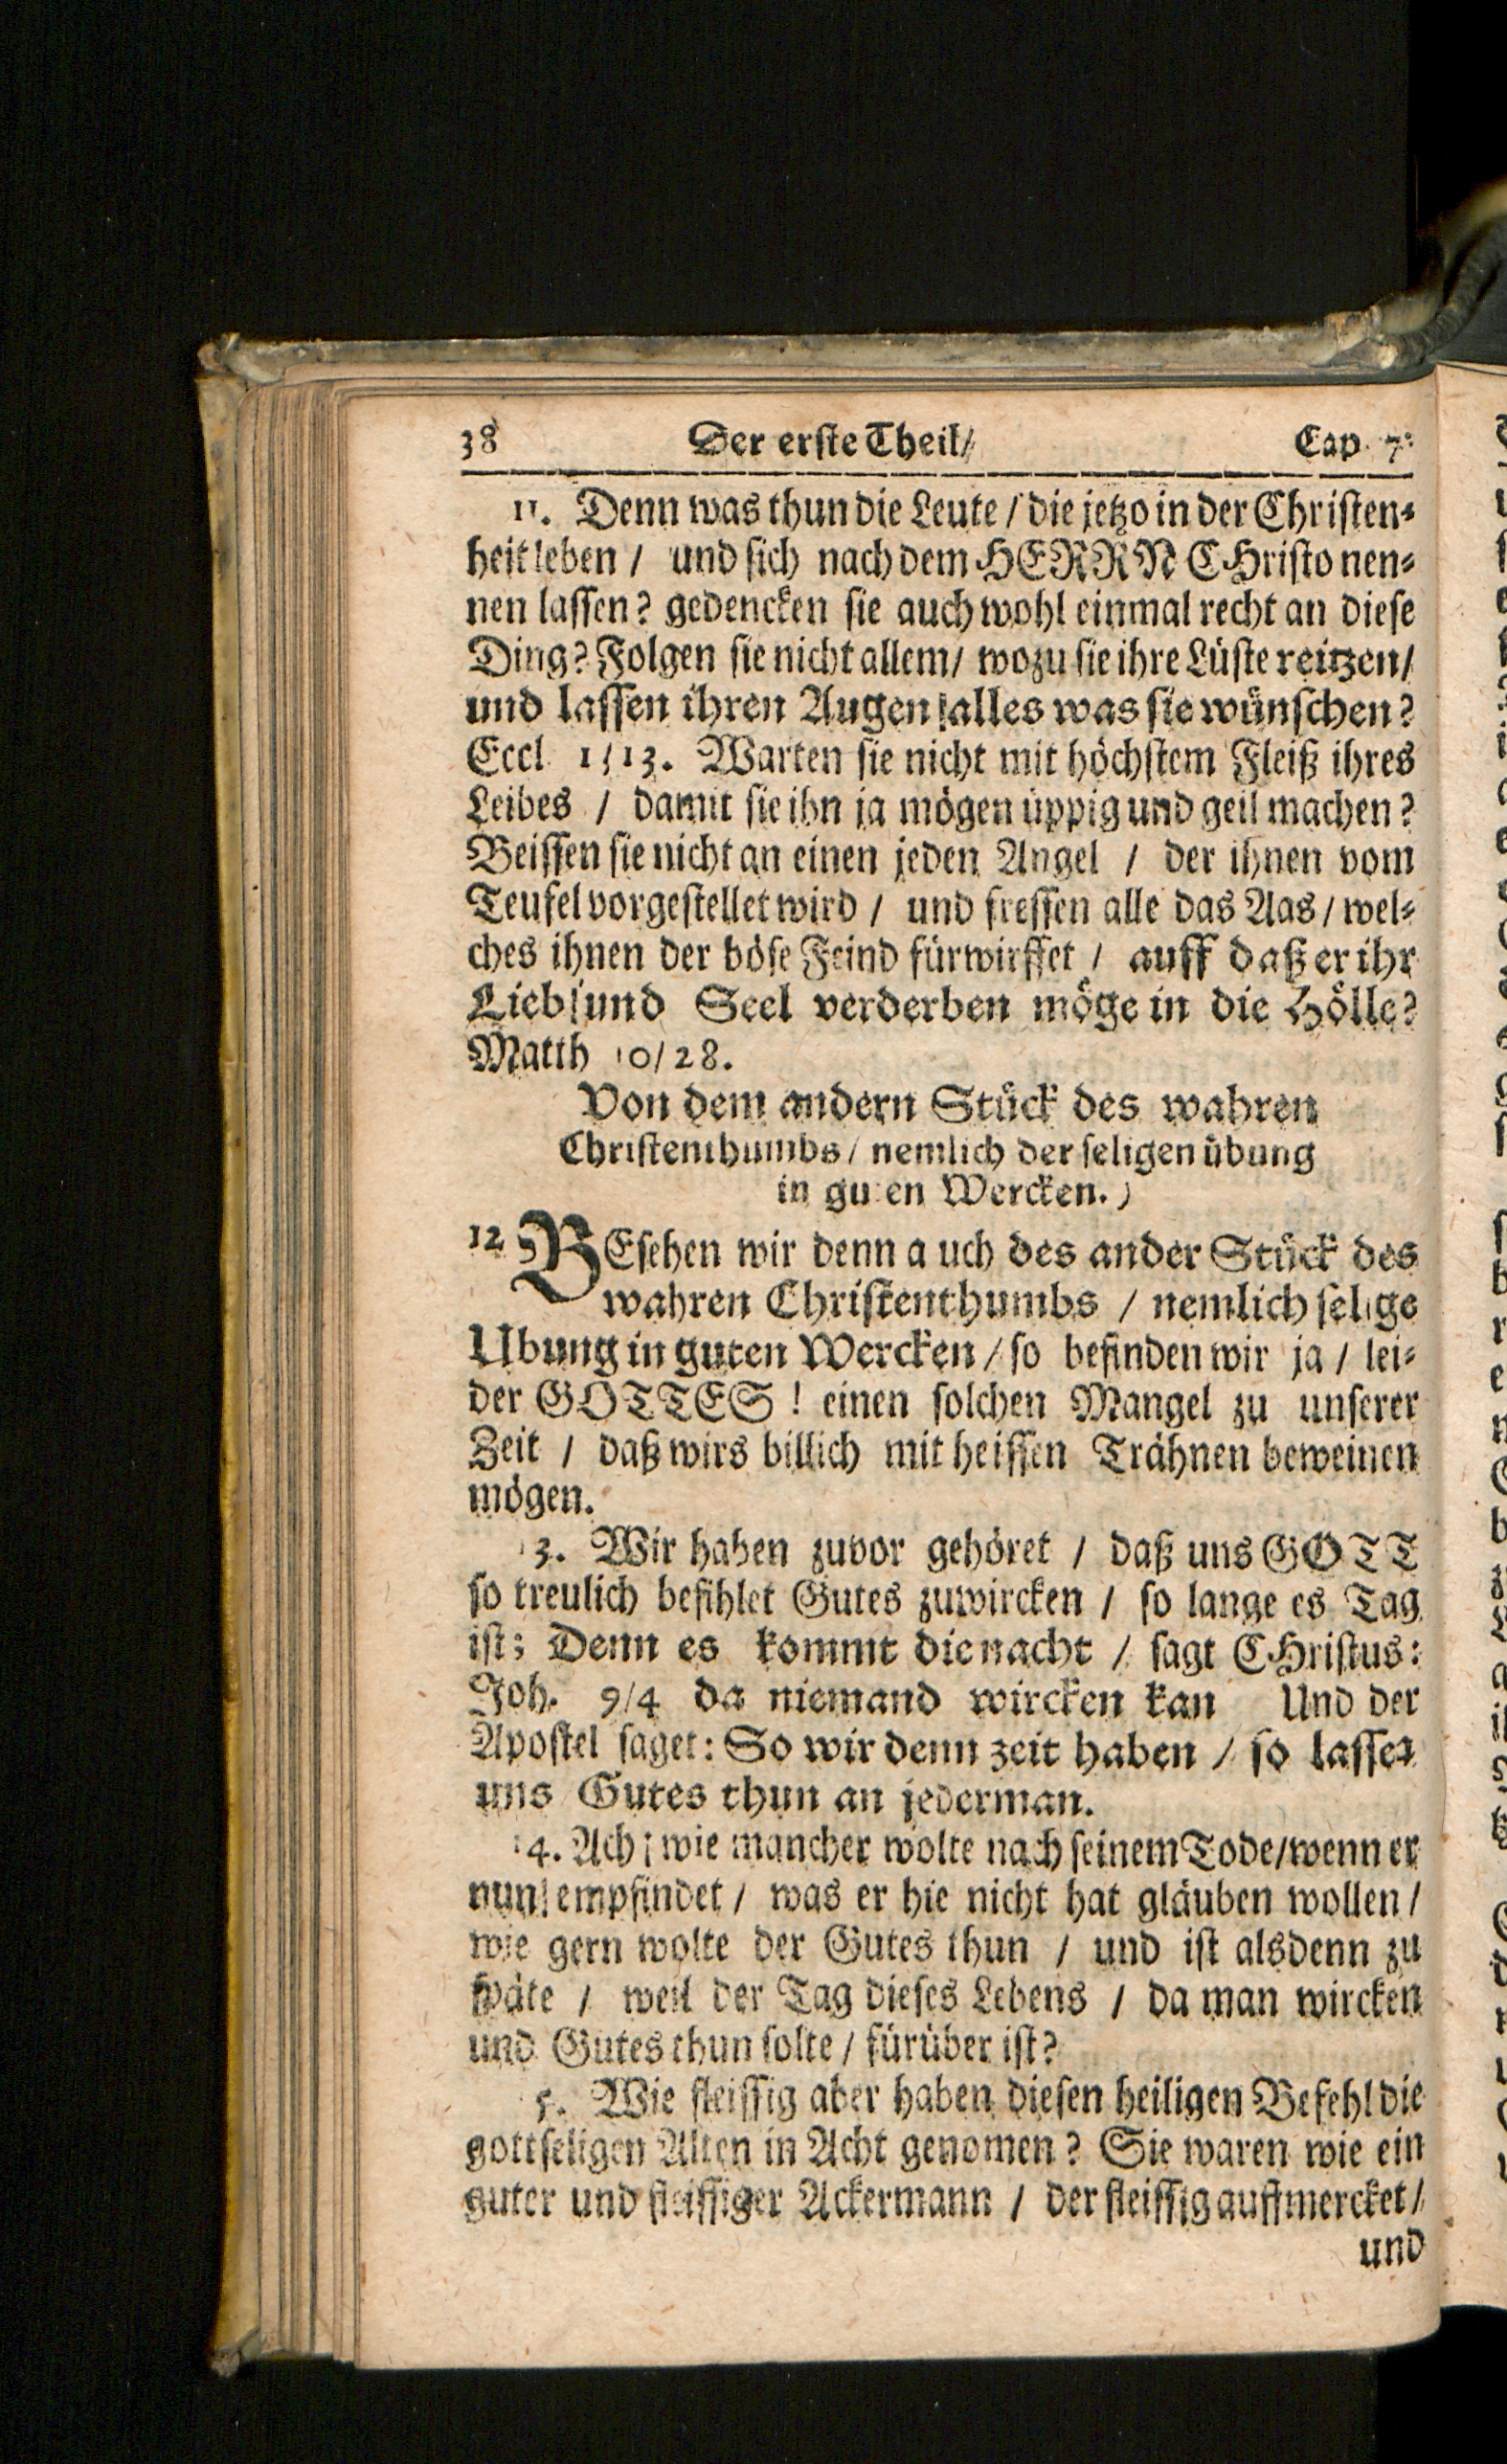 38 Der erste Theil/ Cap. 7.
11. Denn was thun die Leute / die jetzo in der Christen-
heit leben / und sich nach dem HERRN CHristo nen-
nen lassen? gedencken sie auch wohl einmal recht an diese
Ding? Folgen sie nicht allem/ wozu sie ihre Lüste reitzen/
und lassen ihren Augen alles was sie wünschen?
Eccl 1/13. Warten sie nicht mit höchstem Fleiß ihres
Leibes / damit sie ihn ja mögen üppig und geil machen?
Beissen sie nicht an einen jeden Angel / der ihnen vom
Teufel vorgestellet wird / und fressen alle das Aas / wel-
ches ihnen der böse Feind fürwirffet / auff daß er ihr
Lieb und Seel verderben möge in die Hölle?
Matth 10/28.
Von dem andern Stück des wahren
Christenthumbs / nemlich der seligen übung
in guten Wercken.)
12 BEsehen wir denn a uch des ander Stück des
wahren Christenthumbs / nemlich selige
Ubung in guten Wercken / so befinden wir ja / lei-
der GOTTES ! einen solchen Mangel zu unserer
Zeit / daß wirs billich mit heissen Trähnen beweinen
mögen.
13. Wir haben zuvor gehöret / daß uns GOTT
so treulich befihlet Gutes zuwircken / so lange es Tag
ist; Denn es kommt die nacht / sagt CHristus:
Joh. 9/4 da niemand wircken kan Und der
Apostel saget: So wir denn zeit haben / so lasset
uns Gutes thun an jederman.
14. Ach; wie mancher wolte nach seinem Tode/wenn er
nun empfindet / was er hie nicht hat gläuben wollen /
wie gern wolte der Gutes thun / und ist alsdenn zu
späte / weil der Tag dieses Lebens / da man wircken
und Gutes thun solte / fürüber ist?
5. Wie fleissig aber haben diesen heiligen Befehl die
gottseligen Alten in Acht genomen? Sie waren wie ein
guter und fleissiger Ackermann / der fleissig auffmercket /
und